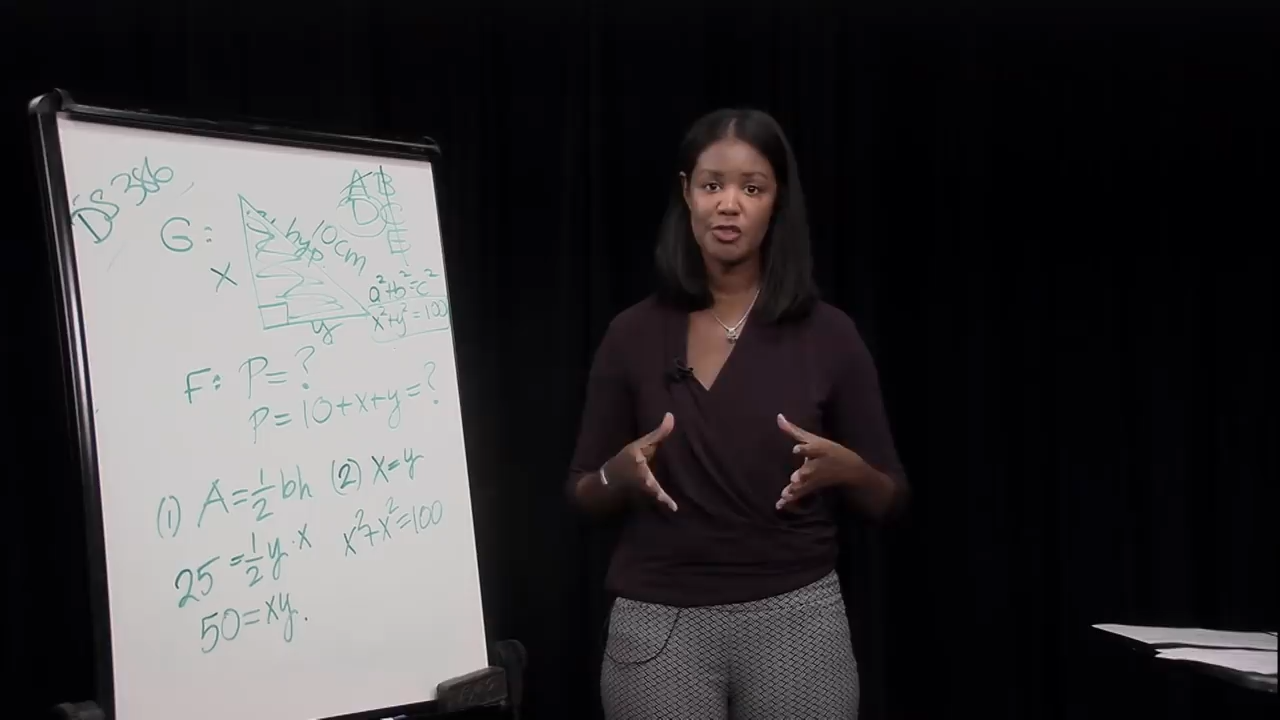 DS 386
G:
x
hyp
10cm
y
A B
D C
E
a²+b²=c²
x²+y²=100
F: P=?
P=10+x+y=?
(1) A=½bh
25=½y·x
50=xy.
(2) x=y
x²+x²=100